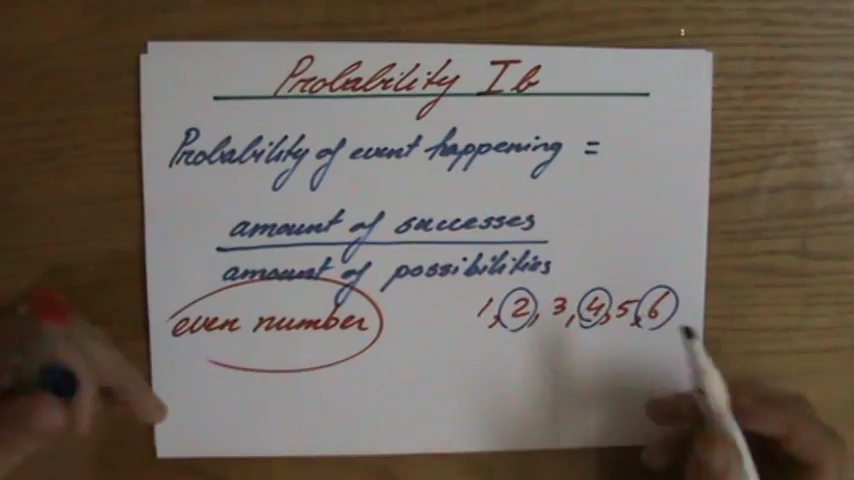 Probability I b
Probability of event happening =
amount of successes
amount of possibilities
even number 1, 2, 3, 4, 5, 6